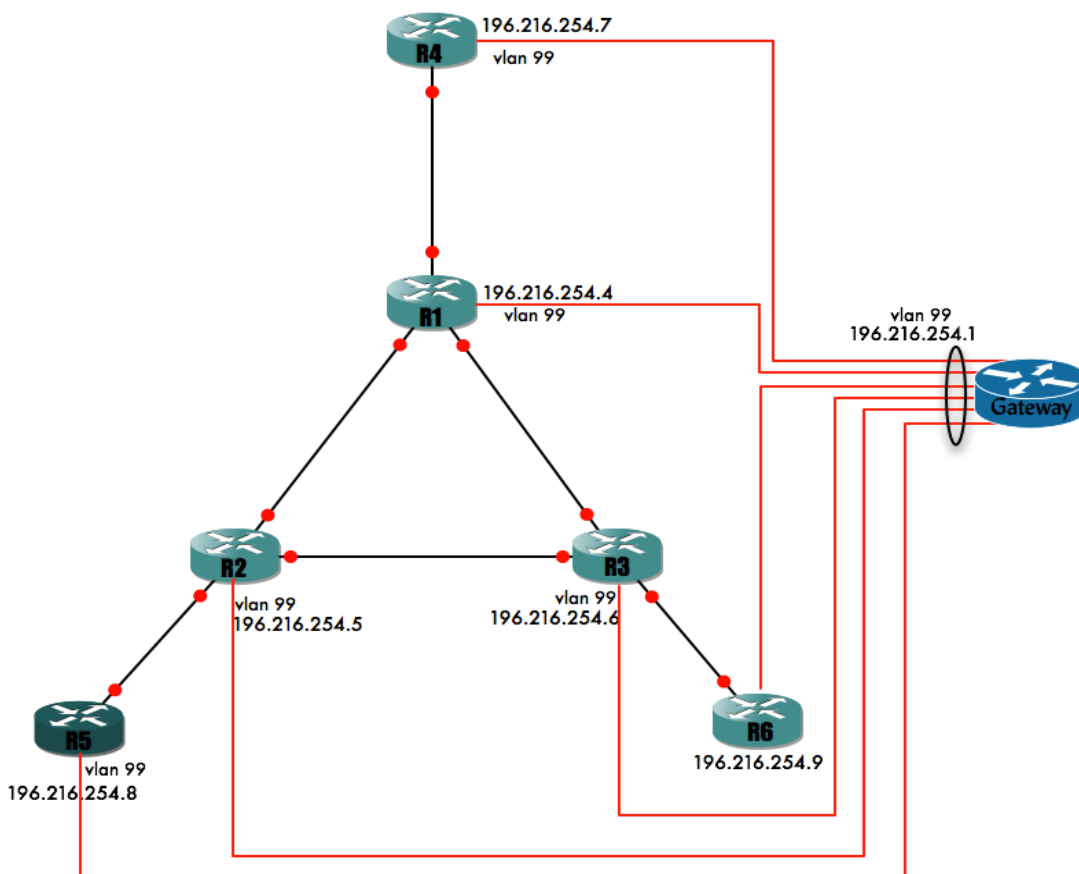 196.216.254.7
R4
vlan 99
R1
196.216.254.4
vlan 99
vlan 99
196.216.254.1
Gateway
R2
vlan 99
196.216.254.5
R3
vlan 99
196.216.254.6
R5
vlan 99
196.216.254.8
R6
196.216.254.9